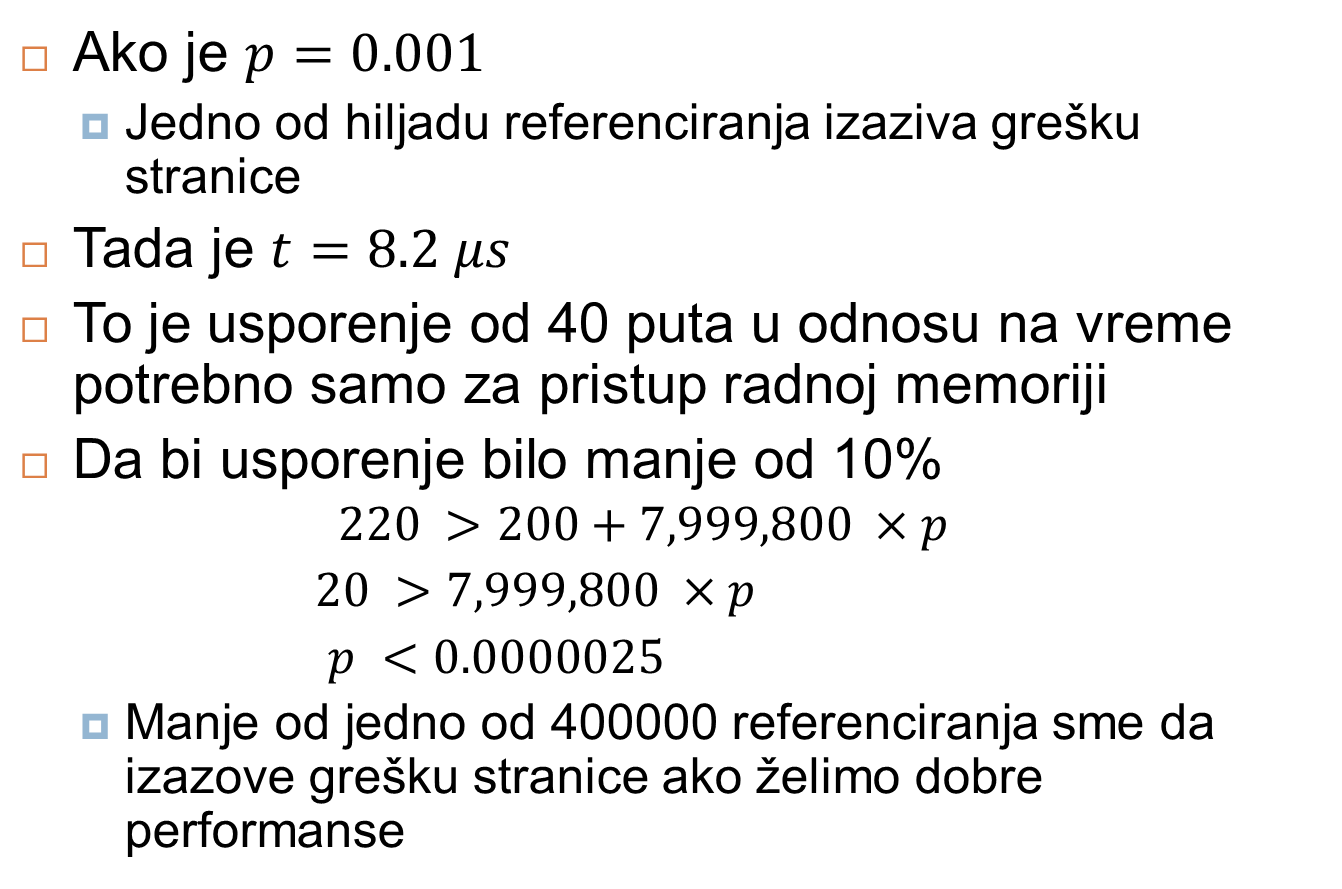 Ako je p = 0.001
Jedno od hiljadu referenciranja izaziva grešku
stranice
Tada je t = 8.2 μs
To je usporenje od 40 puta u odnosu na vreme
potrebno samo za pristup radnoj memoriji
Da bi usporenje bilo manje od 10%
220 > 200 + 7,999,800 × p
20 > 7,999,800 × p
p < 0.0000025
Manje od jedno od 400000 referenciranja sme da
izazove grešku stranice ako želimo dobre
performanse